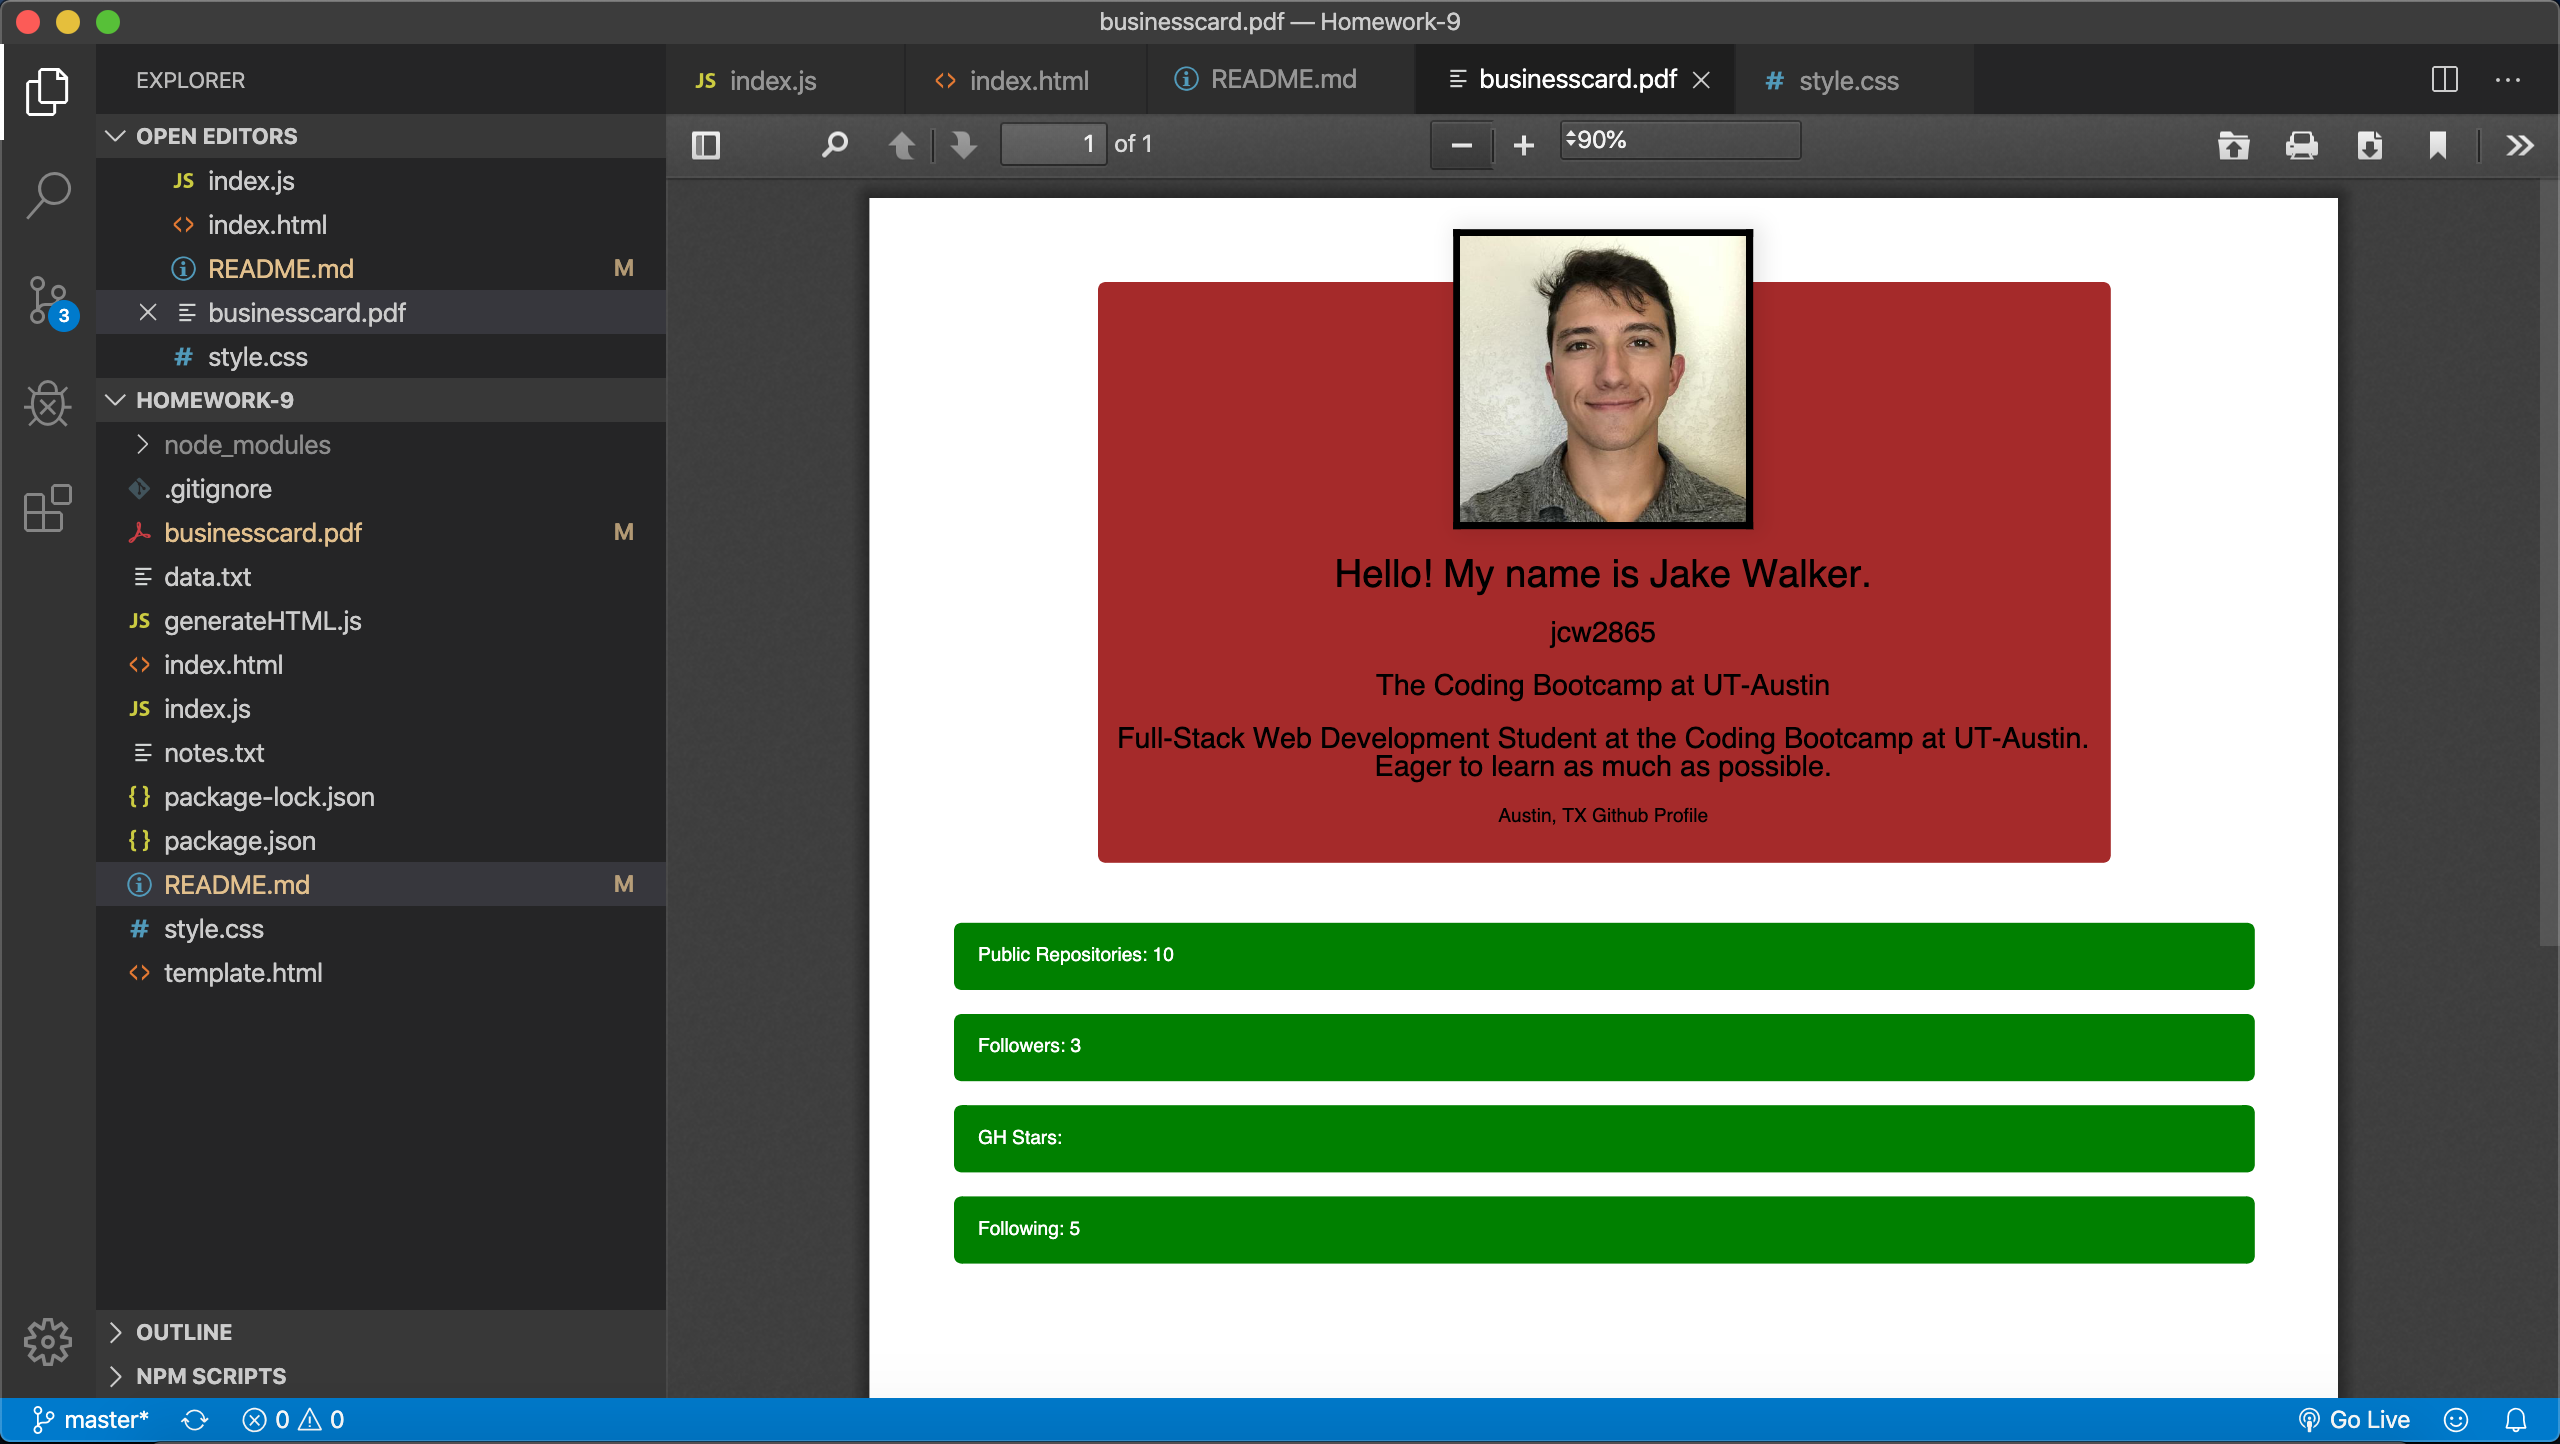 businesscard.pdf — Homework-9
EXPLORER
JS index.js
<> index.html
README.md
businesscard.pdf
# style.css
OPEN EDITORS
JS index.js
<> index.html
README.md M
businesscard.pdf
# style.css
3
HOMEWORK-9
node_modules
.gitignore
businesscard.pdf M
data.txt
JS generateHTML.js
<> index.html
JS index.js
notes.txt
{} package-lock.json
{} package.json
README.md M
# style.css
<> template.html
OUTLINE
NPM SCRIPTS
1 of 1
90%
Hello! My name is Jake Walker.
jcw2865
The Coding Bootcamp at UT-Austin
Full-Stack Web Development Student at the Coding Bootcamp at UT-Austin.
Eager to learn as much as possible.
Austin, TX Github Profile
Public Repositories: 10
Followers: 3
GH Stars:
Following: 5
master* 0 0
Go Live